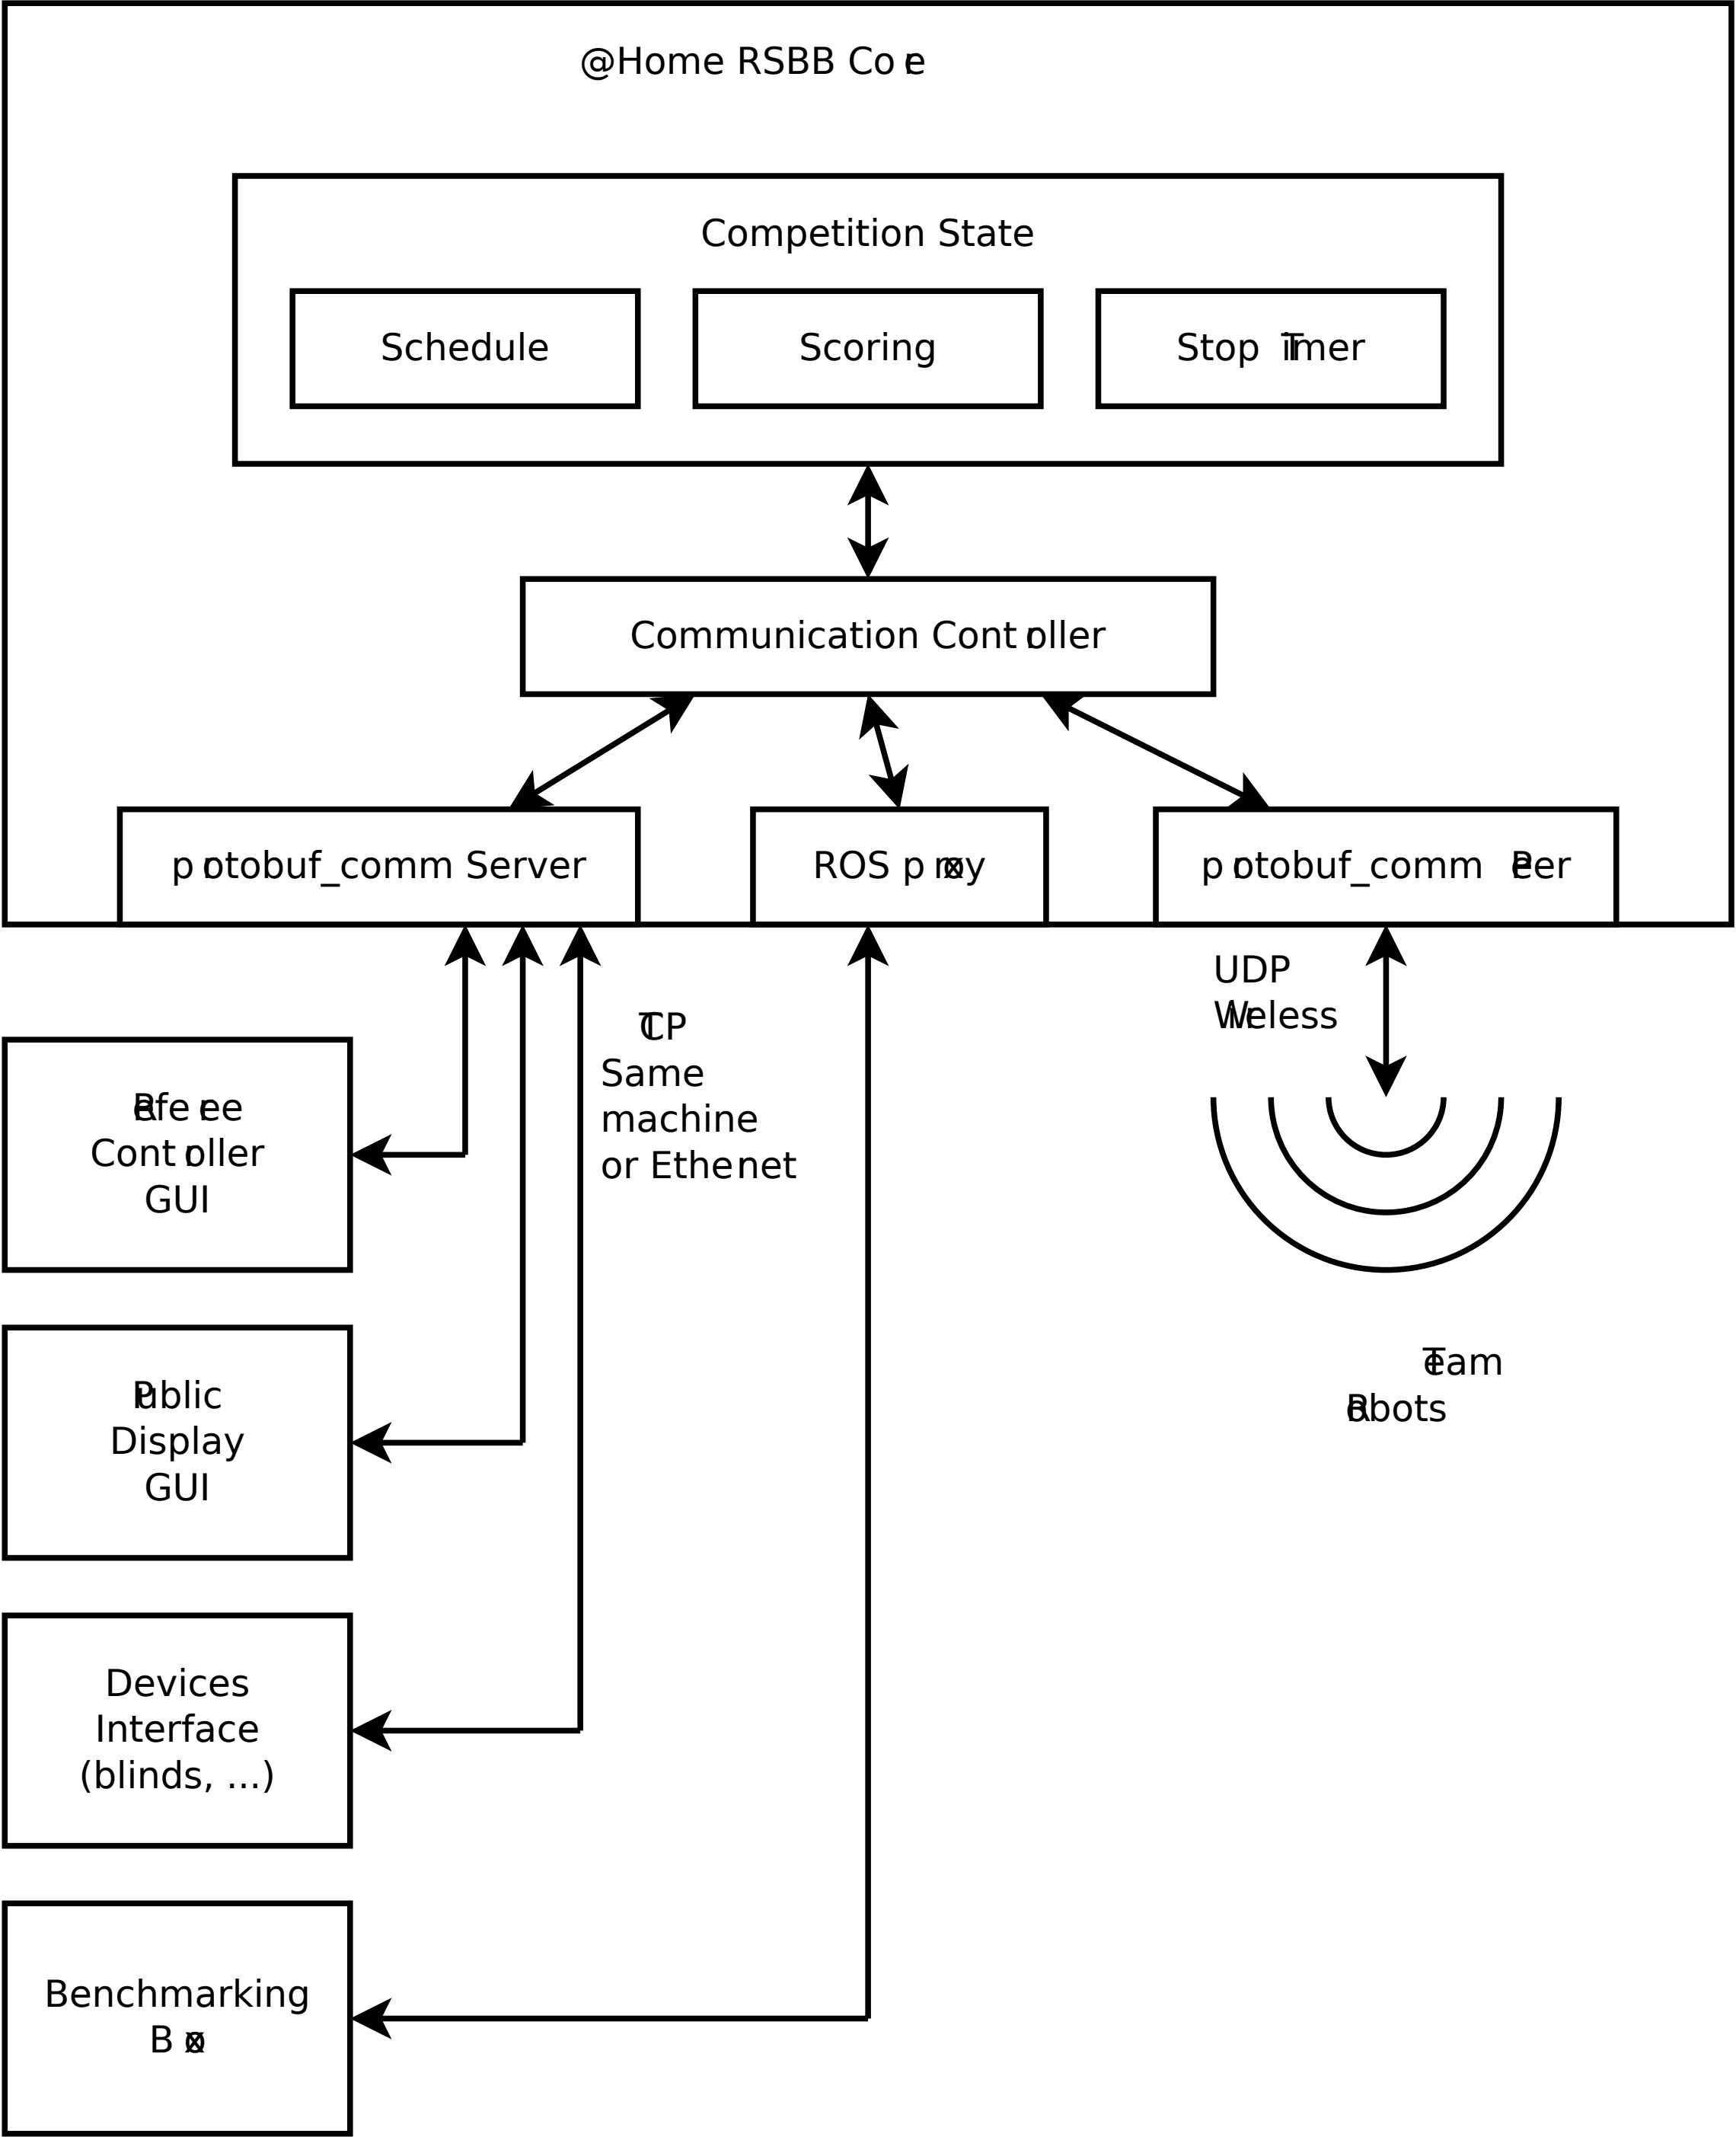 @Home RSBB Core
Competition State
Schedule
Scoring
Stop Timer
Communication Controller
protobuf_comm Server
ROS proxy
protobuf_comm Peer
UDP
Wireless
TCP
Same
machine
or Ethernet
Referee
Controller
GUI
Team
Robots
Public
Display
GUI
Devices
Interface
(blinds, ...)
Benchmarking
Box